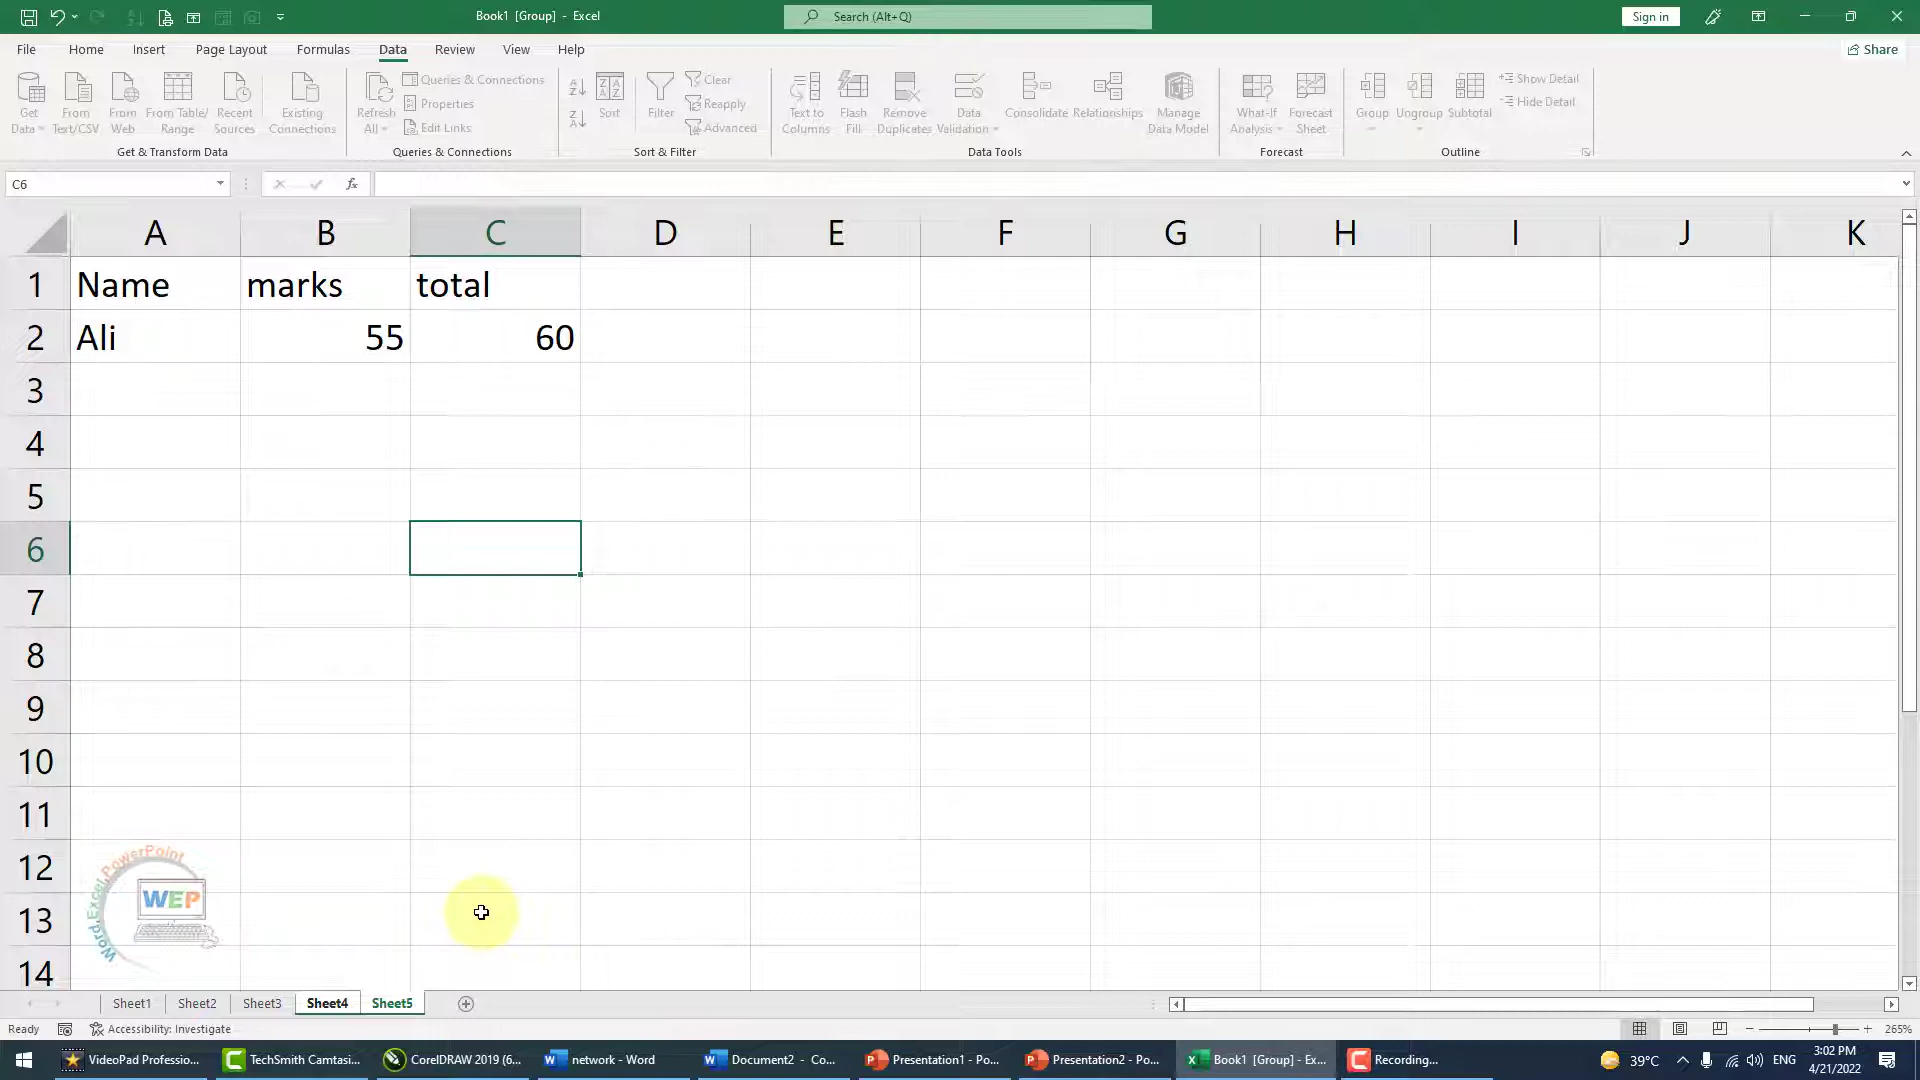 Book1 [Group] - Excel
Search (Alt+Q)
Sign in
File Home Insert Page Layout Formulas Data Review View Help
Share
Get Data
From Text/CSV
From Web
From Table/ Range
Recent Sources
Existing Connections
Get & Transform Data
Refresh All
Queries & Connections
Properties
Edit Links
Queries & Connections
Sort
Filter
Clear
Reapply
Advanced
Sort & Filter
Text to Columns
Flash Fill
Remove Duplicates
Data Validation
Consolidate
Relationships
Manage Data Model
Data Tools
What-If Analysis
Forecast Sheet
Forecast
Group
Ungroup
Subtotal
Show Detail
Hide Detail
Outline
C6
fx
A B C D E F G H I J K
1 Name marks total
2 Ali 55 60
3
4
5
6
7
8
9
10
11
12
13
14
Word,Excel,PowerPoint
WEP
Sheet1 Sheet2 Sheet3 Sheet4 Sheet5
Ready
Accessibility: Investigate
265%
VideoPad Professio...
TechSmith Camtasi...
CorelDRAW 2019 (6...
network - Word
Document2 - Co...
Presentation1 - Po...
Presentation2 - Po...
Book1 [Group] - Ex...
Recording...
39°C
ENG
3:02 PM
4/21/2022